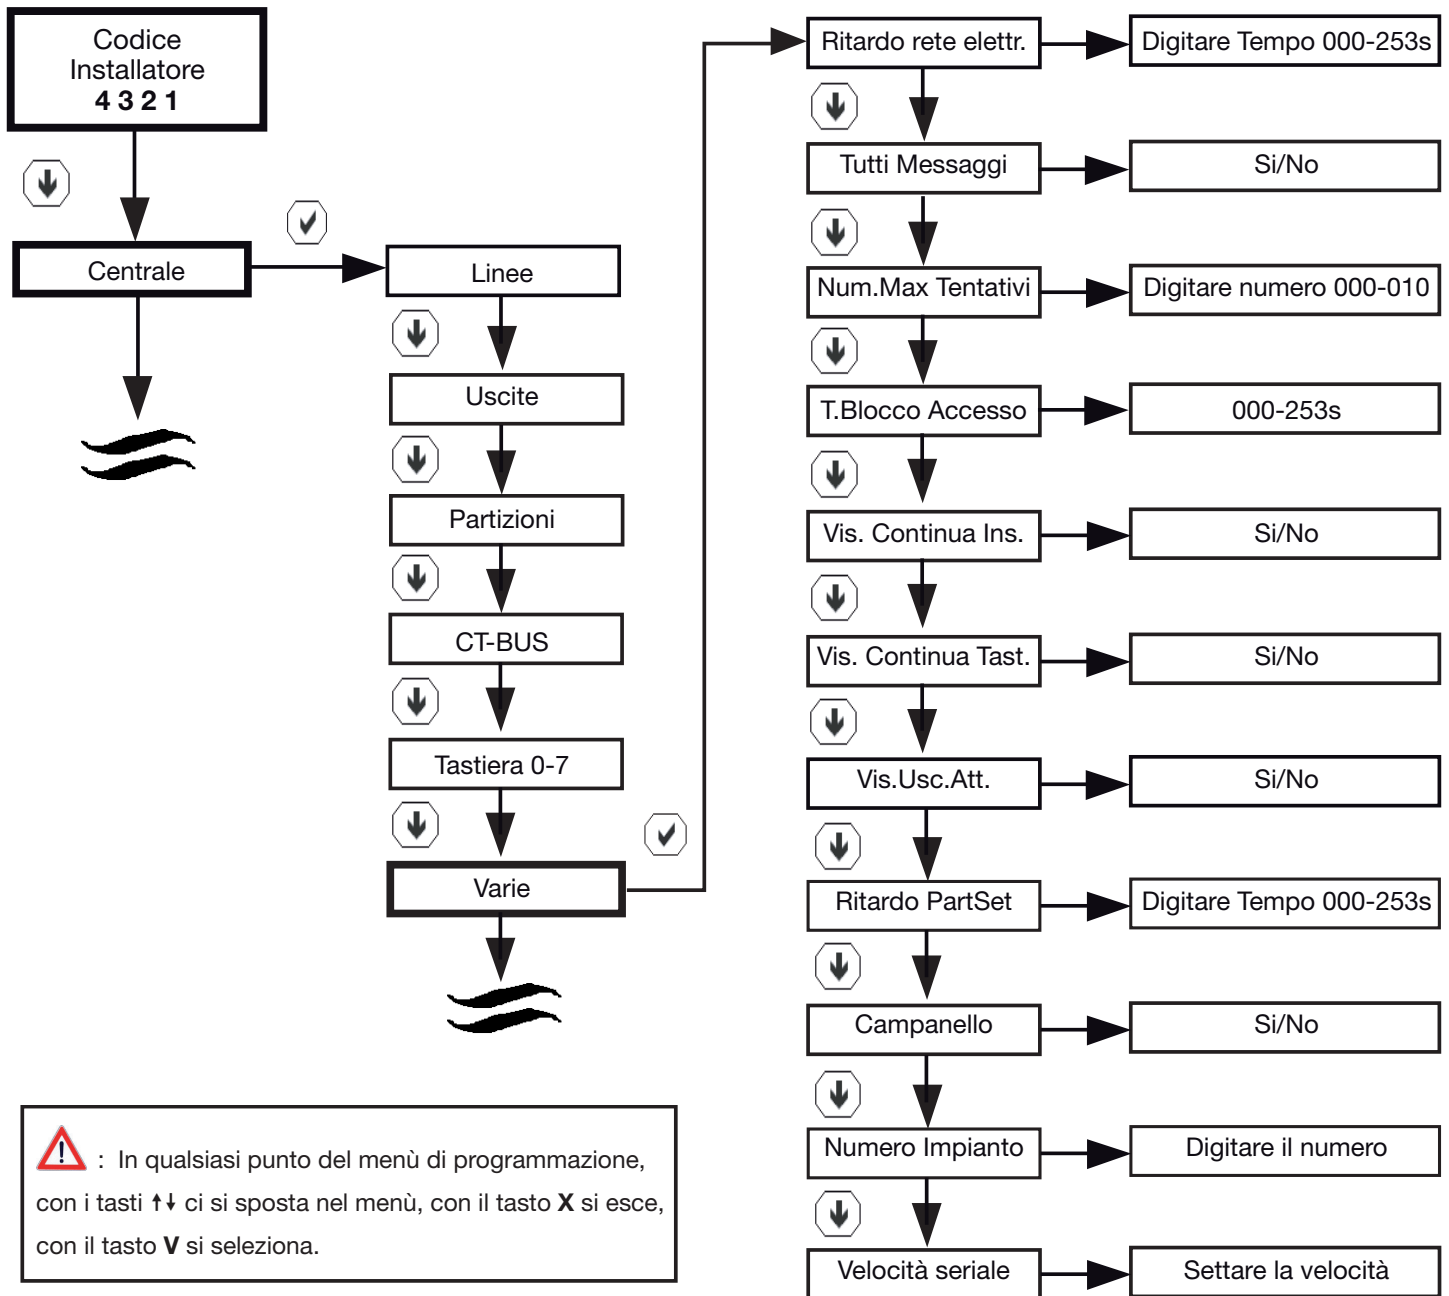 Codice
Installatore
4 3 2 1
Centrale
Linee
Uscite
Partizioni
CT-BUS
Tastiera 0-7
Varie
Ritardo rete elettr.
Digitare Tempo 000-253s
Tutti Messaggi
Si/No
Num.Max Tentativi
Digitare numero 000-010
T.Blocco Accesso
000-253s
Vis. Continua Ins.
Si/No
Vis. Continua Tast.
Si/No
Vis.Usc.Att.
Si/No
Ritardo PartSet
Digitare Tempo 000-253s
Campanello
Si/No
Numero Impianto
Digitare il numero
Velocità seriale
Settare la velocità
: In qualsiasi punto del menù di programmazione,
con i tasti ↑↓ ci si sposta nel menù, con il tasto X si esce,
con il tasto V si seleziona.